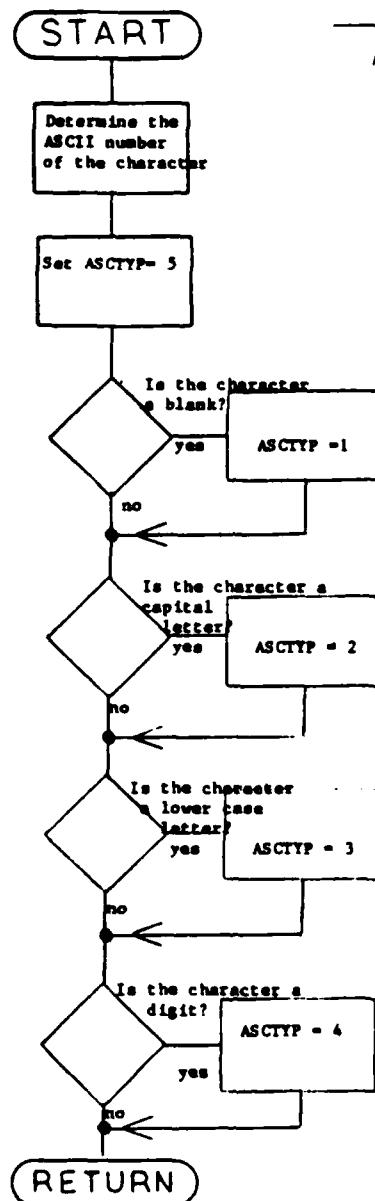 START
Determine the
ASCII number
of the character
Set ASCTYP= 5
Is the character
a blank?
yes
ASCTYP =1
no
Is the character a
capital
letter?
yes
ASCTYP = 2
no
Is the character
a lower case
letter?
yes
ASCTYP = 3
no
Is the character a
digit?
ASCTYP = 4
yes
no
RETURN